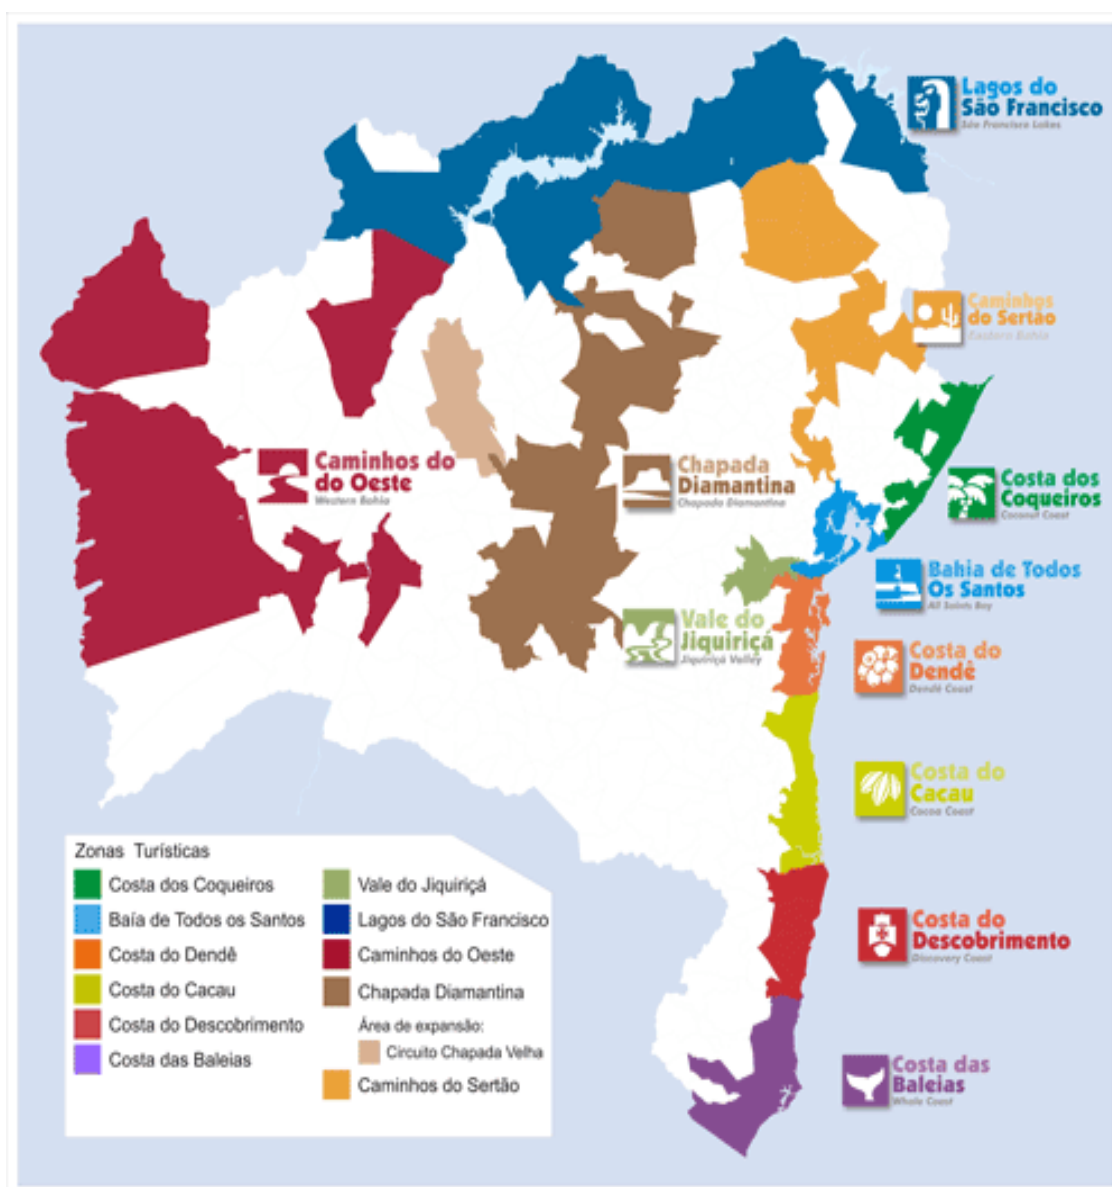 Lagos do
São Francisco
São Francisco Lakes
Caminhos
do Sertão
Eastern Bahia
Caminhos do
do Oeste
Western Bahia
Chapada
Diamantina
Chapada Diamantina
Costa dos
Coqueiros
Coconut Coast
Bahia de Todos
Os Santos
All Saints Bay
Vale do
Jiquiriçá
Jiquiriçá Valley
Costa do
Dendê
Dendê Coast
Costa do
Cacau
Cocoa Coast
Costa do
Descobrimento
Discovery Coast
Costa das
Baleias
Whale Coast
Zonas Turísticas
Costa dos Coqueiros
Baía de Todos os Santos
Costa do Dendê
Costa do Cacau
Costa do Descobrimento
Costa das Baleias
Vale do Jiquiriçá
Lagos do São Francisco
Caminhos do Oeste
Chapada Diamantina
Área de expansão:
Circuito Chapada Velha
Caminhos do Sertão